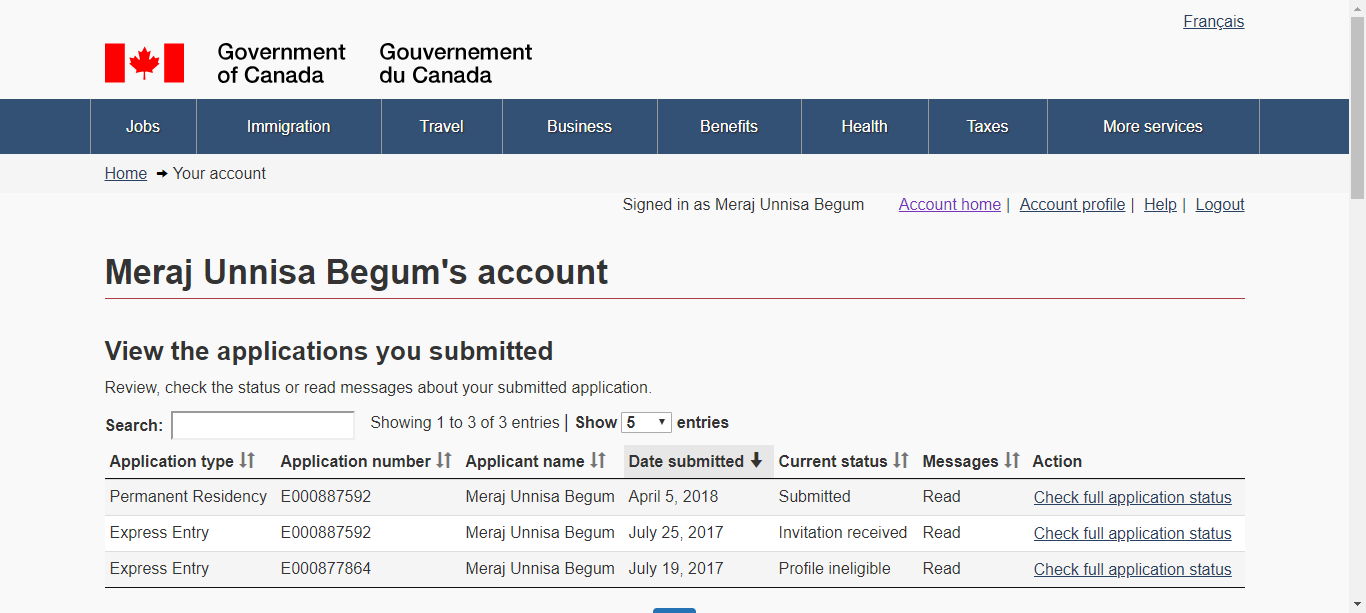 Français
Government of Canada
Gouvernement du Canada
Jobs Immigration Travel Business Benefits Health Taxes More services
Home Your account
Signed in as Meraj Unnisa Begum Account home | Account profile | Help | Logout
Meraj Unnisa Begum's account
View the applications you submitted
Review, check the status or read messages about your submitted application.
Search: Showing 1 to 3 of 3 entries | Show 5 entries
Application type Application number Applicant name Date submitted Current status Messages Action
Permanent Residency E000887592 Meraj Unnisa Begum April 5, 2018 Submitted Read Check full application status
Express Entry E000887592 Meraj Unnisa Begum July 25, 2017 Invitation received Read Check full application status
Express Entry E000877864 Meraj Unnisa Begum July 19, 2017 Profile ineligible Read Check full application status